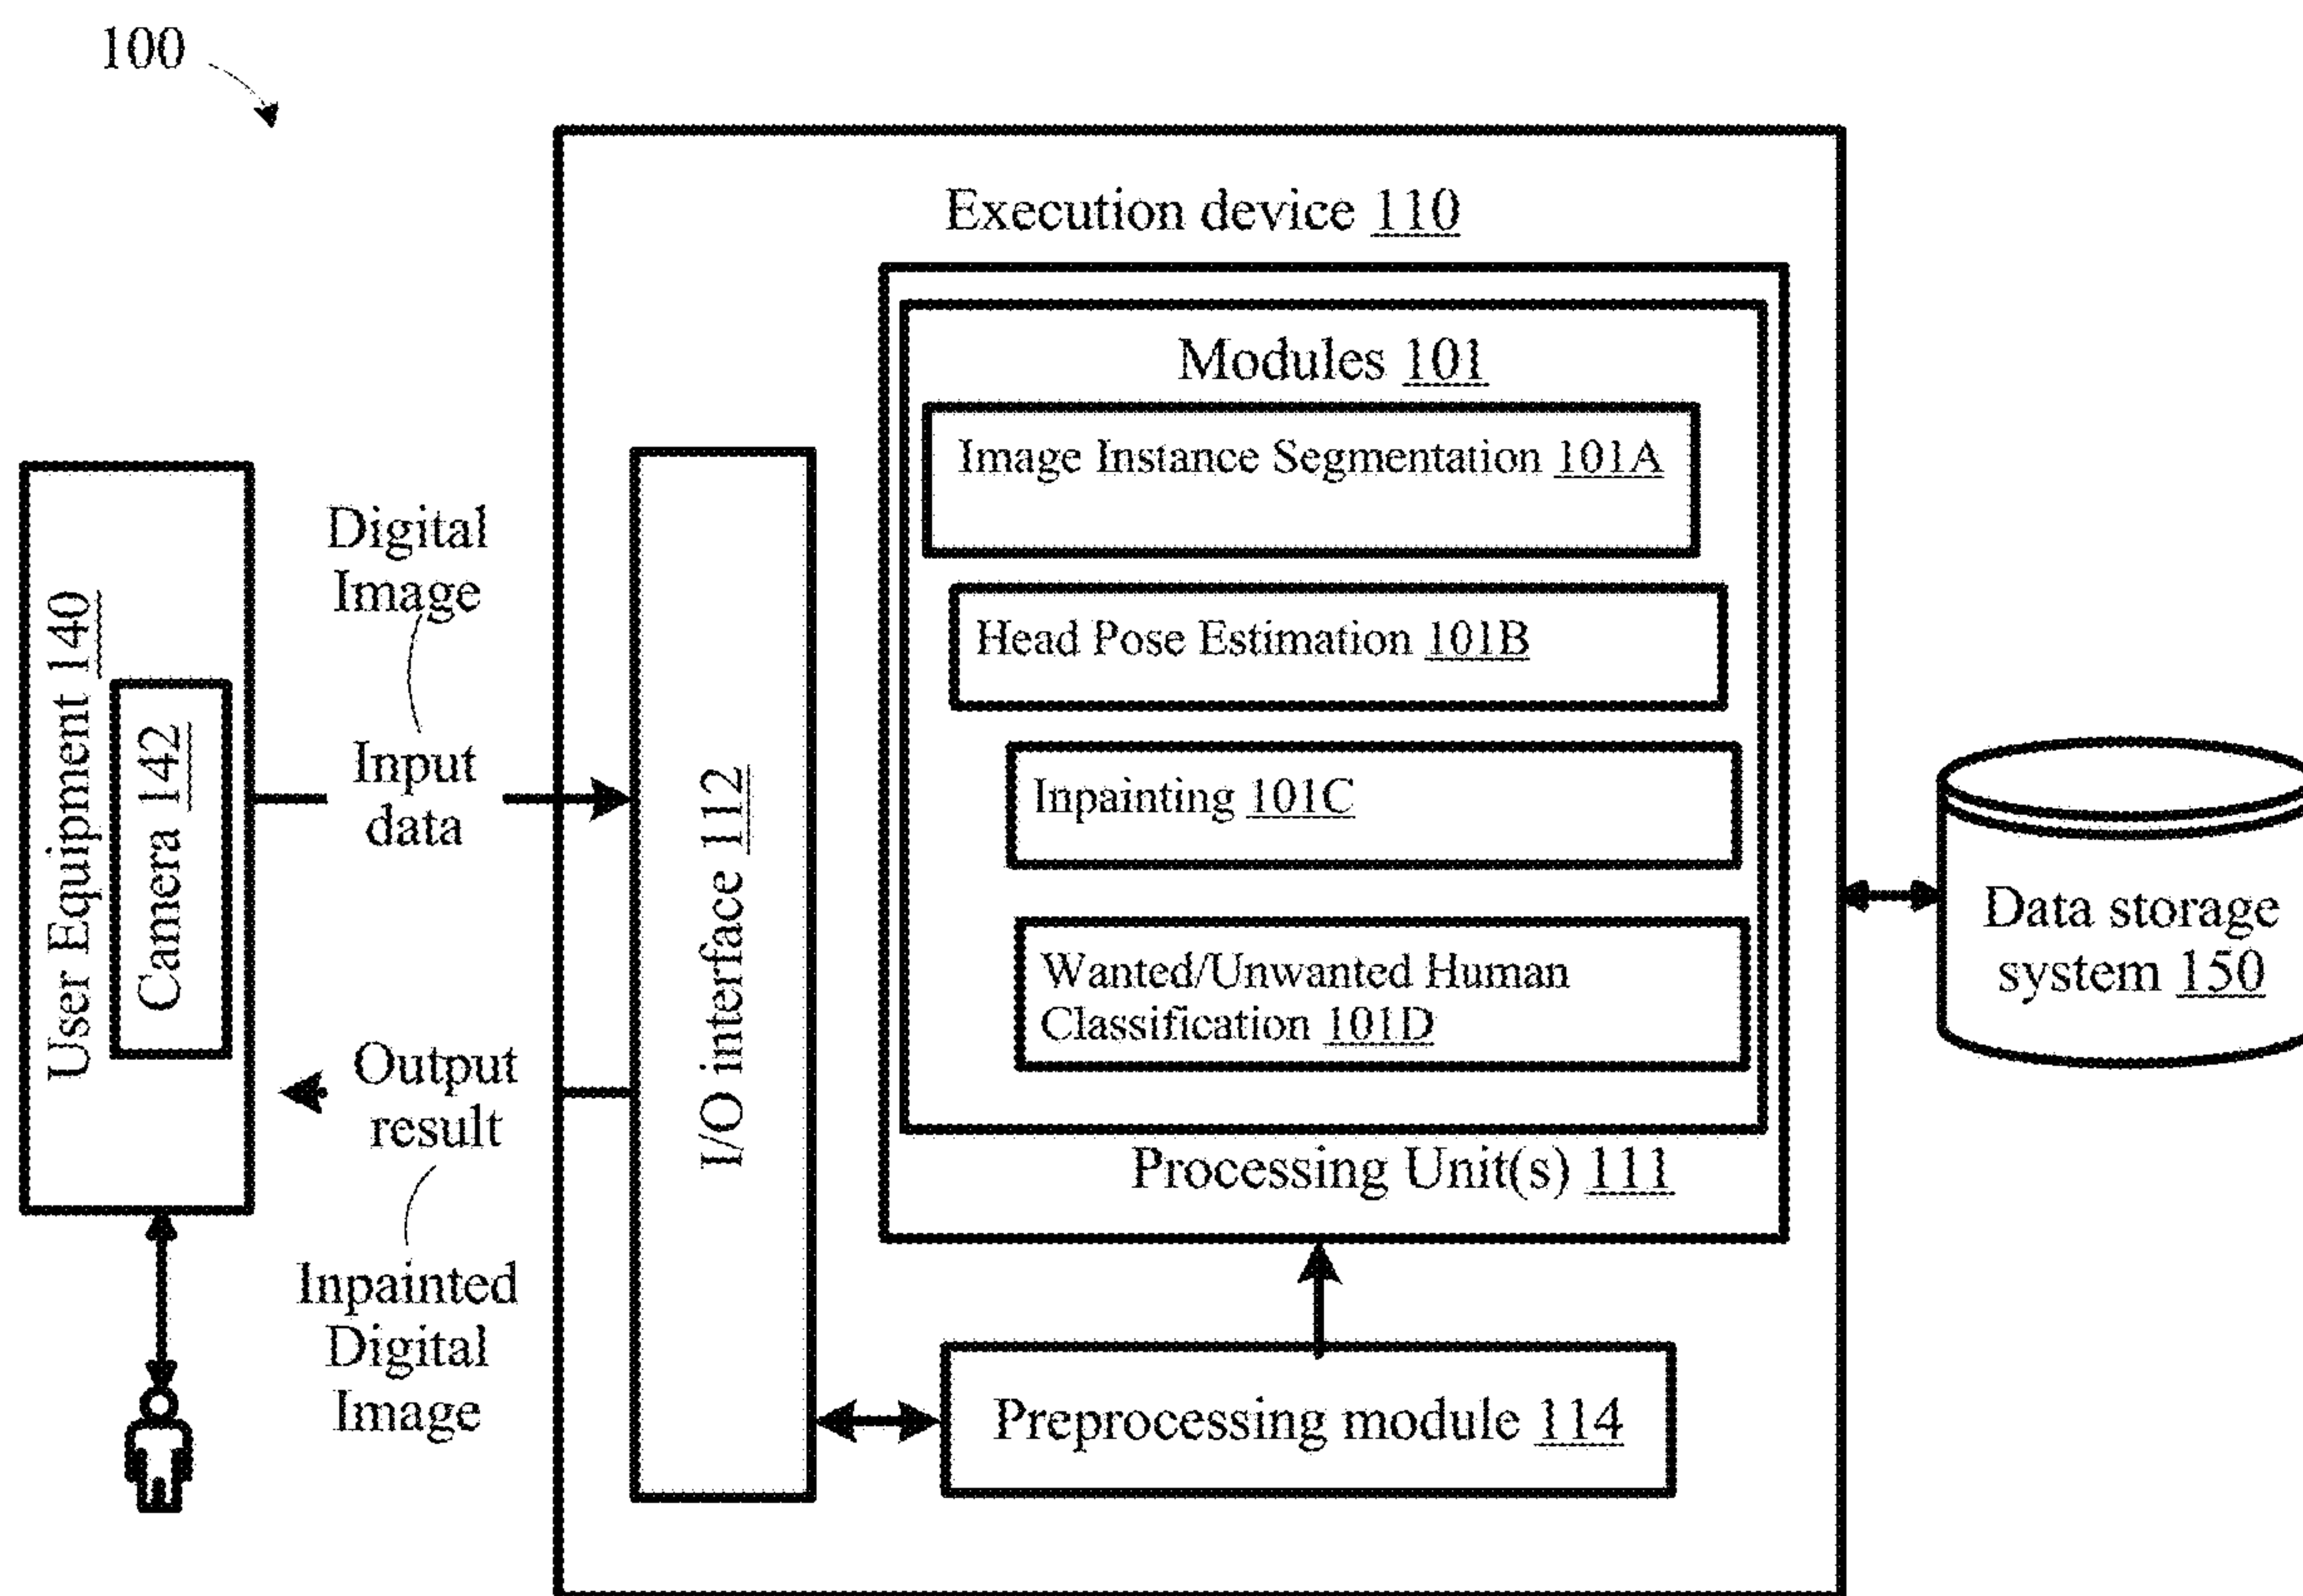 100
Execution device 110
Modules 101
Image Instance Segmentation 101A
Head Pose Estimation 101B
Inpainting 101C
Wanted/Unwanted Human
Classification 101D
Processing Unit(s) 111
User Equipment 140
Camera 142
Digital
Image
Input
data
Output
result
Inpainted
Digital
Image
I/O interface 112
Preprocessing module 114
Data storage
system 150